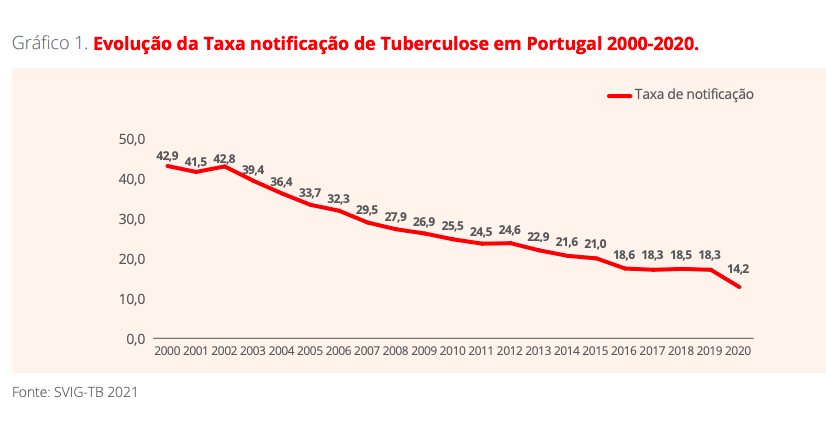 Gráfico 1. Evolução da Taxa notificação de Tuberculose em Portugal 2000-2020.
Taxa de notificação
50,0
40,0
30,0
20,0
10,0
0,0
42,9 41,5 42,8 39,4 36,4 33,7 32,3 29,5 27,9 26,9 25,5 24,5 24,6 22,9 21,6 21,0 18,6 18,3 18,5 18,3 14,2
2000 2001 2002 2003 2004 2005 2006 2007 2008 2009 2010 2011 2012 2013 2014 2015 2016 2017 2018 2019 2020
Fonte: SVIG-TB 2021